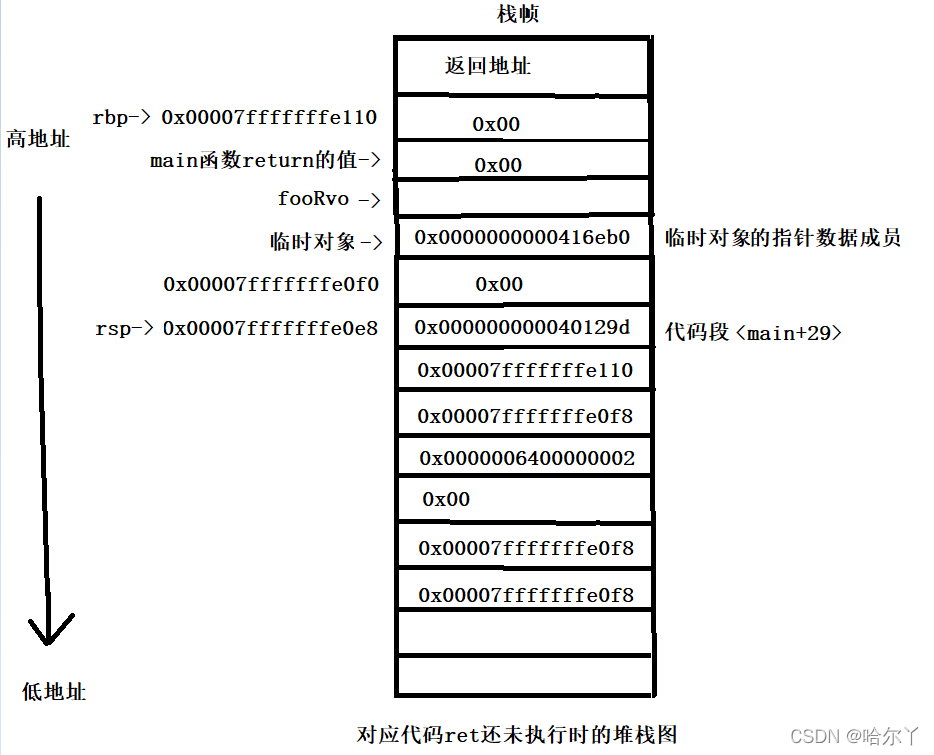 栈帧
返回地址
rbp-> 0x00007fffffffe110
0x00
高地址
main函数return的值->
0x00
fooRvo ->
临时对象 ->
0x0000000000416eb0
临时对象的指针数据成员
0x00007fffffffe0f0
0x00
rsp-> 0x00007fffffffe0e8
0x000000000040129d
代码段 <main+29>
0x00007fffffffe110
0x00007fffffffe0f8
0x0000006400000002
0x00
0x00007fffffffe0f8
0x00007fffffffe0f8
低地址
对应代码ret还未执行时的堆栈图
CSDN @哈尔丫